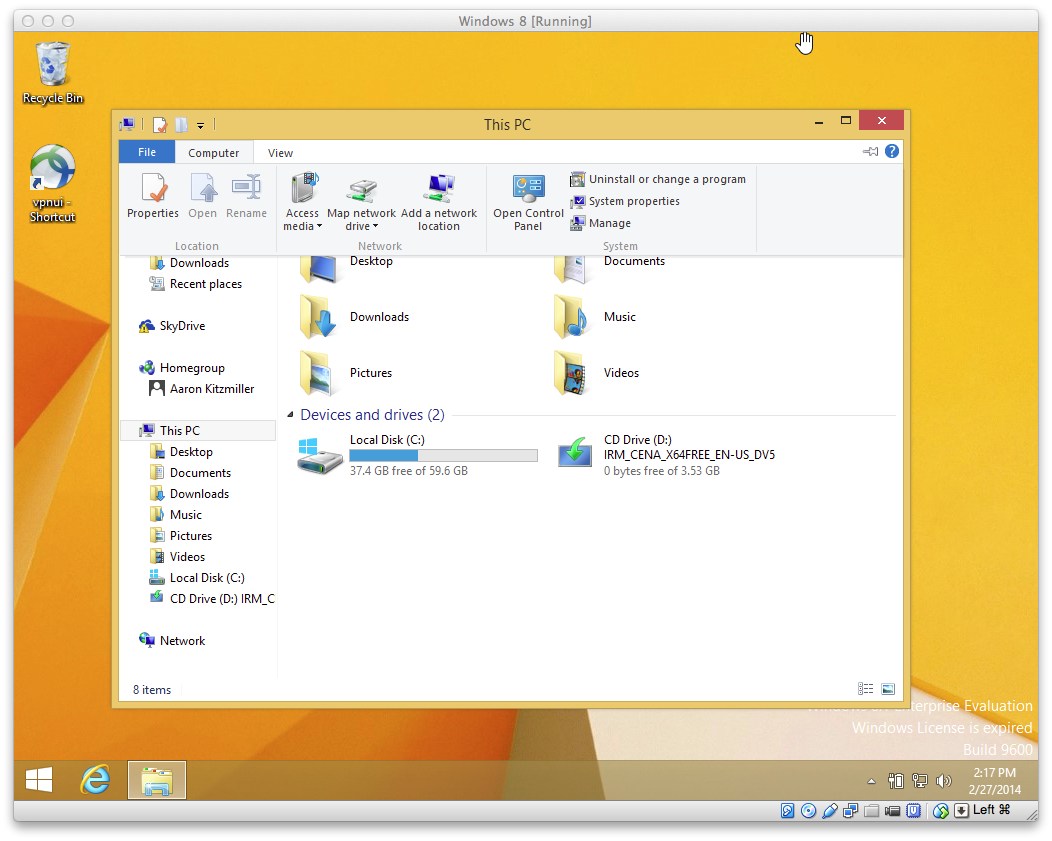 Windows 8 [Running]
Recycle Bin
vpnui -
Shortcut
This PC
File
Computer
View
Properties
Open
Rename
Access
media
Map network
drive
Add a network
location
Open Control
Panel
Uninstall or change a program
System properties
Manage
Location
Network
System
Downloads
Recent places
SkyDrive
Homegroup
Aaron Kitzmiller
This PC
Desktop
Documents
Downloads
Music
Pictures
Videos
Local Disk (C:)
CD Drive (D:) IRM_C
Network
Desktop
Documents
Downloads
Music
Pictures
Videos
Devices and drives (2)
Local Disk (C:)
37.4 GB free of 59.6 GB
CD Drive (D:)
IRM_CENA_X64FREE_EN-US_DV5
0 bytes free of 3.53 GB
8 items
Evaluation
Windows License is expired
Build 9600
2:17 PM
2/27/2014
Left ⌘